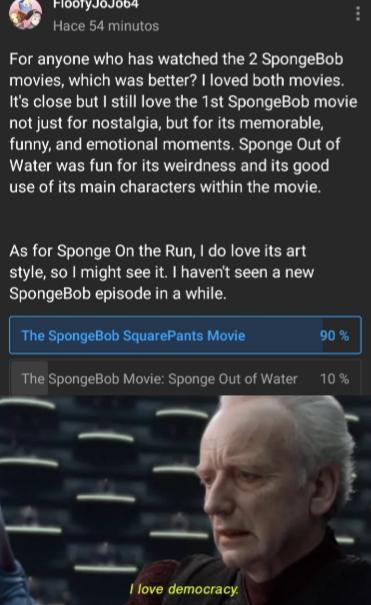 FloofyJoJo64
Hace 54 minutos
For anyone who has watched the 2 SpongeBob
movies, which was better? I loved both movies.
It's close but I still love the 1st SpongeBob movie
not just for nostalgia, but for its memorable,
funny, and emotional moments. Sponge Out of
Water was fun for its weirdness and its good
use of its main characters within the movie.
As for Sponge On the Run, I do love its art
style, so I might see it. I haven't seen a new
SpongeBob episode in a while.
The SpongeBob SquarePants Movie 90 %
The SpongeBob Movie: Sponge Out of Water 10 %
I love democracy.